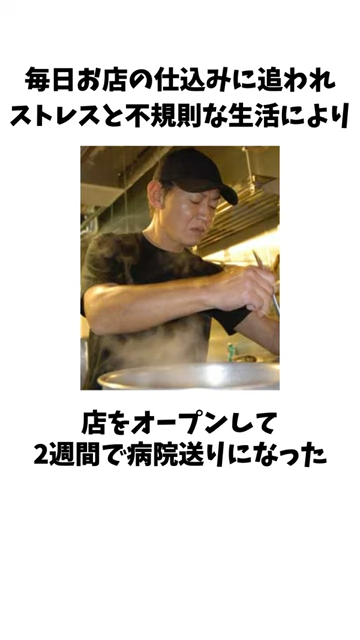 毎日お店の仕込みに追われ
ストレスと不規則な生活により
店をオープンして
2週間で病院送りになった